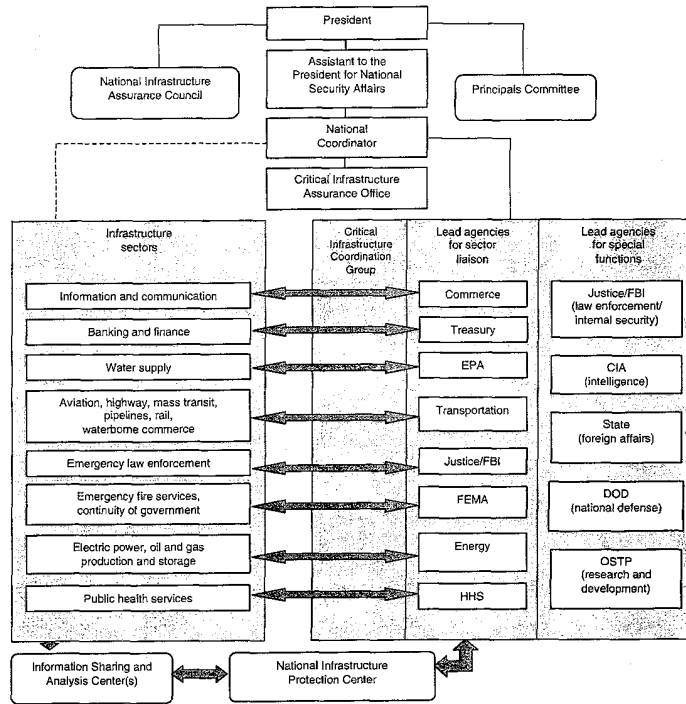 President
National Infrastructure
Assurance Council
Assistant to the
President for National
Security Affairs
Principals Committee
National
Coordinator
Critical Infrastructure
Assurance Office
Infrastructure
sectors
Critical
Infrastructure
Coordination
Group
Lead agencies
for sector
liaison
Lead agencies
for special
functions
Information and communication
Commerce
Justice/FBI
(law enforcement/
internal security)
Banking and finance
Treasury
Water supply
EPA
CIA
(intelligence)
Aviation, highway, mass transit,
pipelines, rail,
waterborne commerce
Transportation
State
(foreign affairs)
Emergency law enforcement
Justice/FBI
Emergency fire services,
continuity of government
FEMA
DOD
(national defense)
Electric power, oil and gas
production and storage
Energy
OSTP
(research and
development)
Public health services
HHS
Information Sharing and
Analysis Center(s)
National Infrastructure
Protection Center